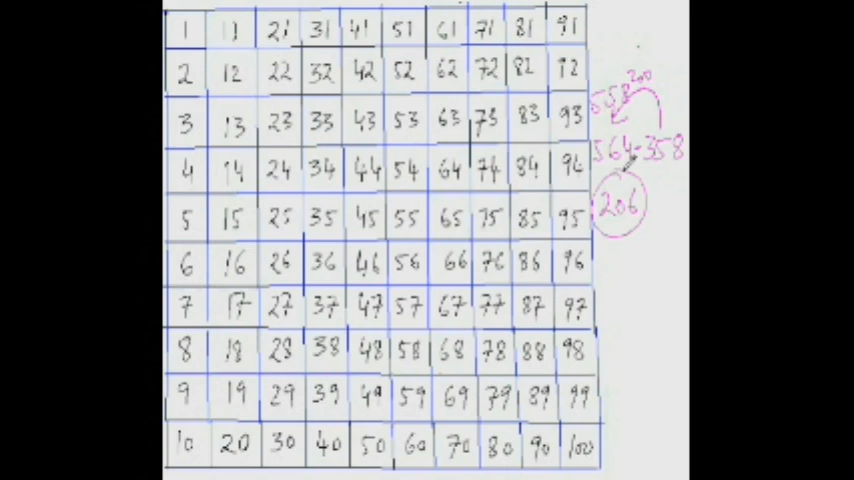 1 11 21 31 41 51 61 71 81 91
2 12 22 32 42 52 62 72 82 92
3 13 23 33 43 53 63 73 83 93
4 14 24 34 44 54 64 74 84 94
5 15 25 35 45 55 65 75 85 95
6 16 26 36 46 56 66 76 86 96
7 17 27 37 47 57 67 77 87 97
8 18 28 38 48 58 68 78 88 98
9 19 29 39 49 59 69 79 89 99
10 20 30 40 50 60 70 80 90 100
558 200
564-358
206